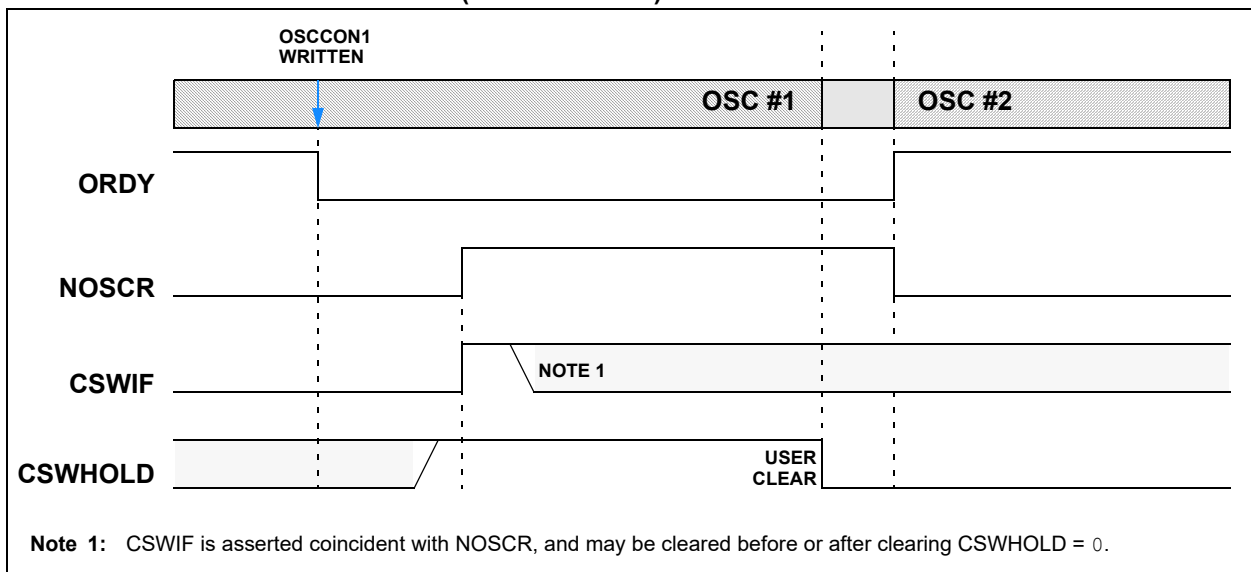 OSCCON1
WRITTEN
OSC #1
OSC #2
ORDY
NOSCR
CSWIF
NOTE 1
CSWHOLD
USER
CLEAR
Note 1: CSWIF is asserted coincident with NOSCR, and may be cleared before or after clearing CSWHOLD = 0.